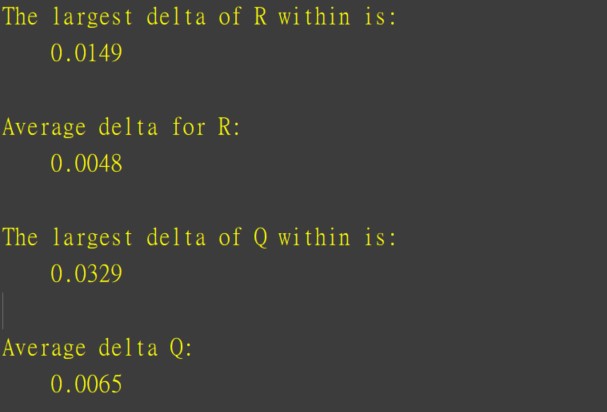 The largest delta of R within is:
0.0149
Average delta for R:
0.0048
The largest delta of Q within is:
0.0329
Average delta Q:
0.0065